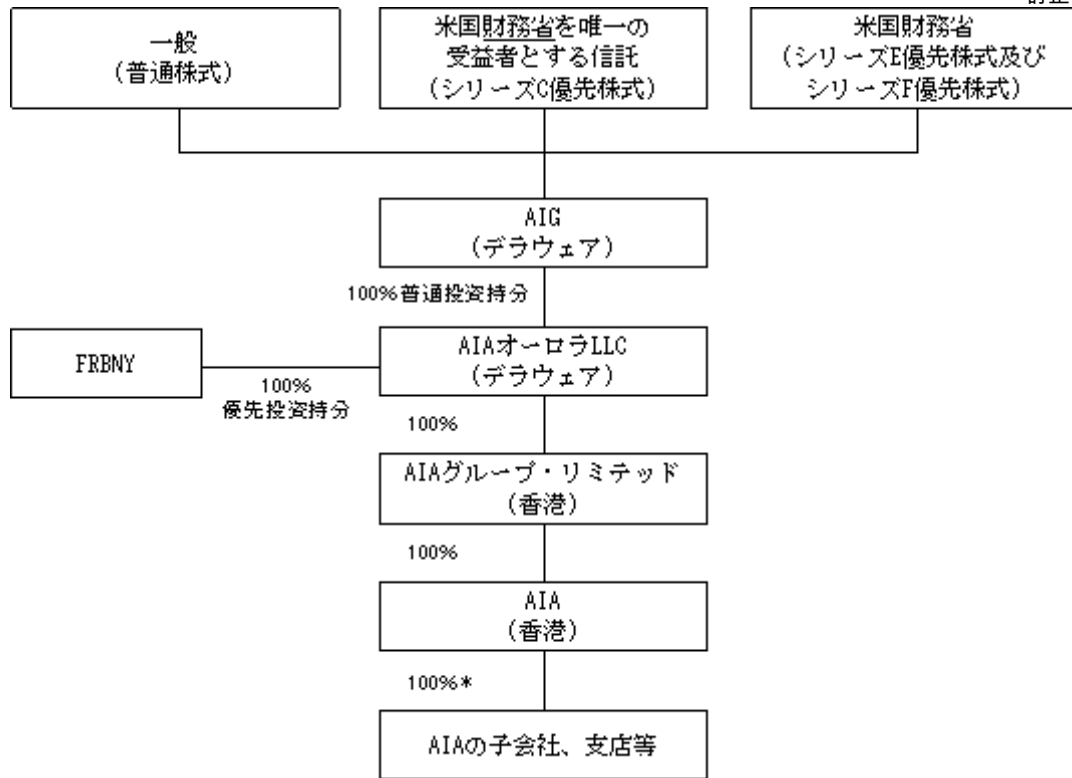 一般
(普通株式)
米国財務省を唯一の
受益者とする信託
(シリーズC優先株式)
米国財務省
(シリーズE優先株式及び
シリーズF優先株式)
AIG
(デラウェア)
100%普通投資持分
FRBNY
100%
優先投資持分
AIAオーロラLLC
(デラウェア)
100%
AIAグループ・リミテッド
(香港)
100%
AIA
(香港)
100%*
AIAの子会社、支店等